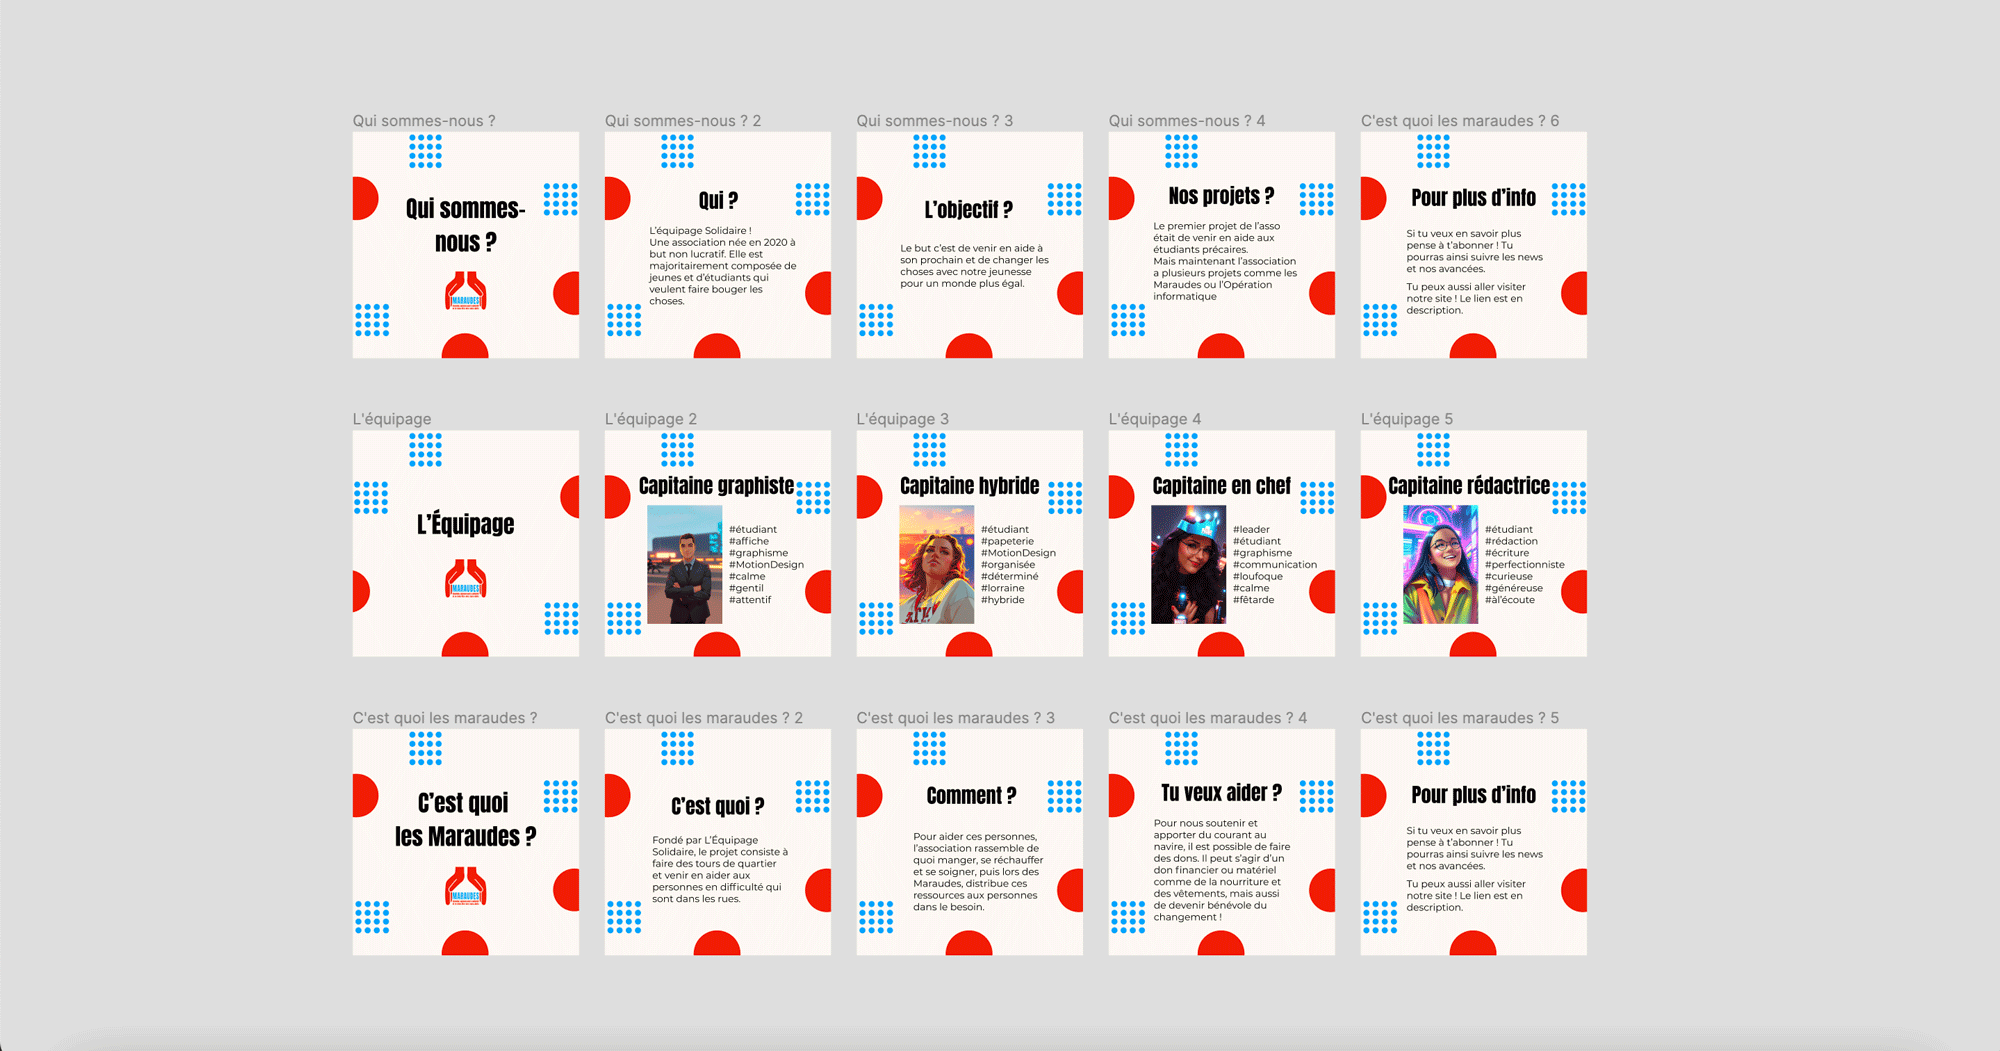 Qui sommes-nous ?
Qui sommes-
nous ?
MARAUDES
Qui sommes-nous ? 2
Qui ?
L’équipage Solidaire !
Une association née en 2020 à
but non lucratif. Elle est
majoritairement composée de
jeunes et d’étudiants qui
veulent faire bouger les
choses.
Qui sommes-nous ? 3
L’objectif ?
Le but c’est de venir en aide à
son prochain et de changer les
choses avec notre jeunesse
pour un monde plus égal.
Qui sommes-nous ? 4
Nos projets ?
Le premier projet de l’asso
était de venir en aide aux
étudiants précaires.
Mais maintenant l’association
a plusieurs projets comme les
Maraudes ou l’Opération
informatique
C'est quoi les maraudes ? 6
Pour plus d’info
Si tu veux en savoir plus
pense à t’abonner ! Tu
pourras ainsi suivre les news
et nos avancées.
Tu peux aussi aller visiter
notre site ! Le lien est en
description.
L'équipage
L’Équipage
MARAUDES
L'équipage 2
Capitaine graphiste
#étudiant
#affiche
#graphisme
#MotionDesign
#calme
#gentil
#attentif
L'équipage 3
Capitaine hybride
#étudiant
#papeterie
#MotionDesign
#organisée
#déterminé
#lorraine
#hybride
L'équipage 4
Capitaine en chef
#leader
#étudiant
#graphisme
#communication
#loufoque
#calme
#fêtarde
L'équipage 5
Capitaine rédactrice
#étudiant
#rédaction
#écriture
#perfectionniste
#curieuse
#généreuse
#àl’écoute
C'est quoi les maraudes ?
C’est quoi
les Maraudes ?
MARAUDES
C'est quoi les maraudes ? 2
C’est quoi ?
Fondé par L’Équipage
Solidaire, le projet consiste à
faire des tours de quartier
et venir en aider aux
personnes en difficulté qui
sont dans les rues.
C'est quoi les maraudes ? 3
Comment ?
Pour aider ces personnes,
l’association rassemble de
quoi manger, se réchauffer
et se soigner, puis lors des
Maraudes, distribue ces
ressources aux personnes
dans le besoin.
C'est quoi les maraudes ? 4
Tu veux aider ?
Pour nous soutenir et
apporter du courant au
navire, il est possible de faire
des dons. Il peut s’agir d’un
don financier ou matériel
comme de la nourriture et
des vêtements, mais aussi
de devenir bénévole du
changement !
C'est quoi les maraudes ? 5
Pour plus d’info
Si tu veux en savoir plus
pense à t’abonner ! Tu
pourras ainsi suivre les news
et nos avancées.
Tu peux aussi aller visiter
notre site ! Le lien est en
description.